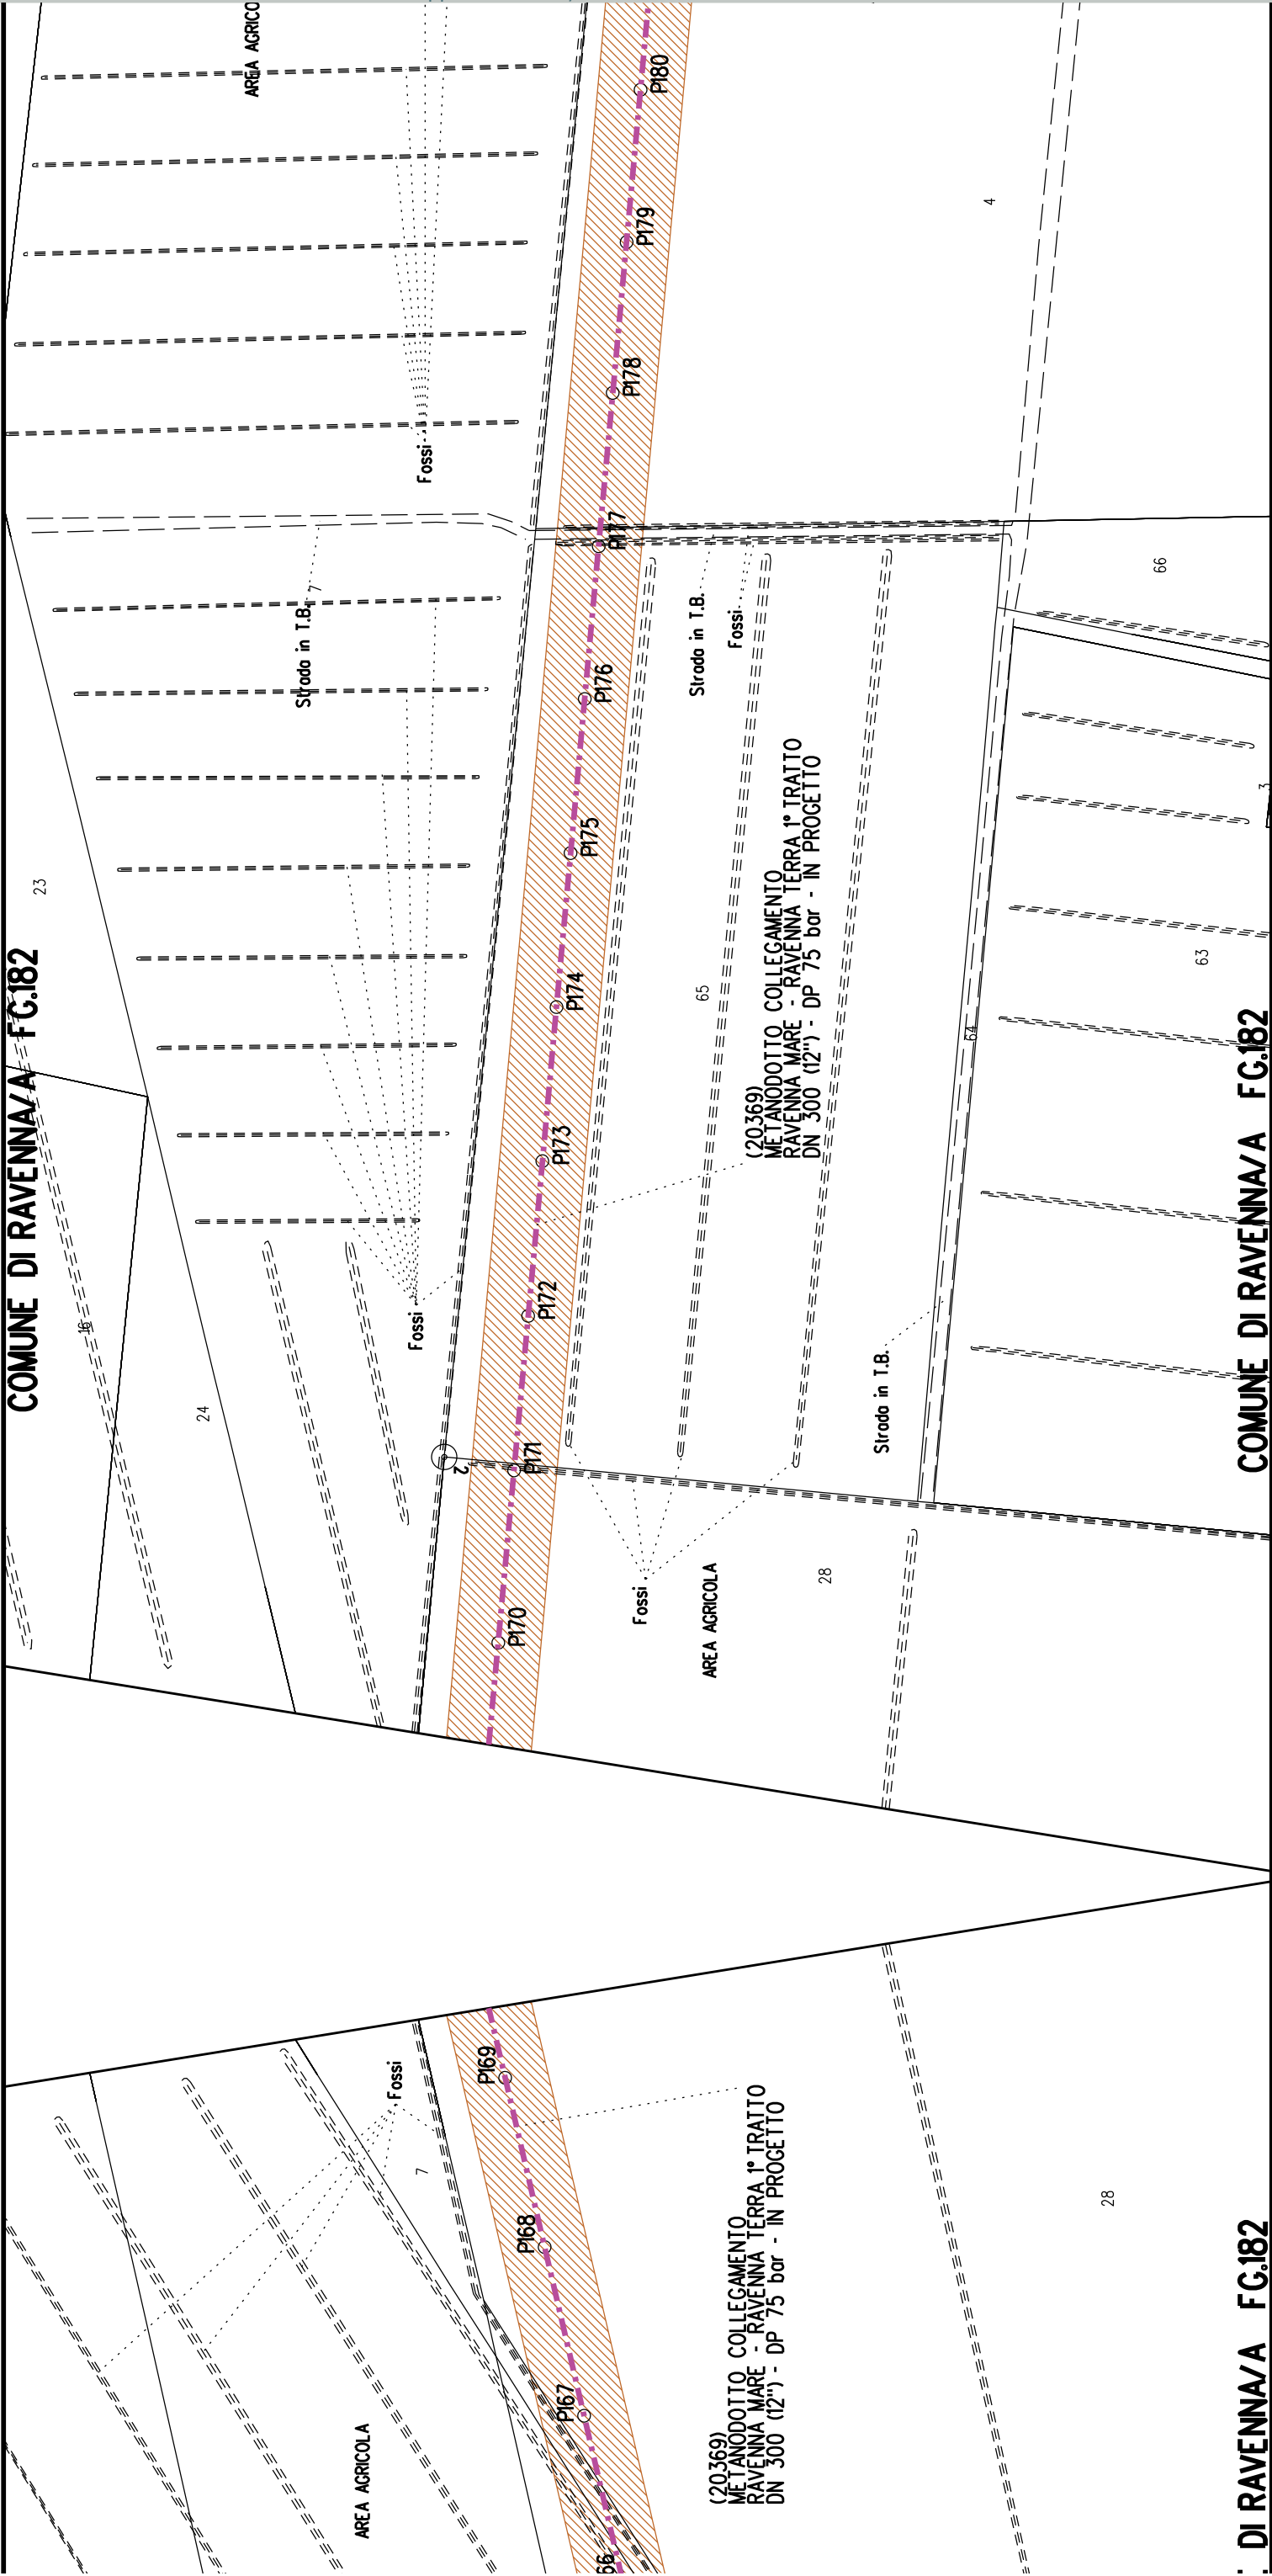 COMUNE DI RAVENNA/A FG.182
23
16
24
Strada in T.B.
7
Fossi
Fossi
2
P170
P171
P172
P173
P174
P175
P176
P177
P178
P179
P180
Fossi
AREA AGRICOLA
28
65
Strada in T.B.
Fossi
(20369)
METANODOTTO COLLEGAMENTO
RAVENNA MARE - RAVENNA TERRA 1° TRATTO
DN 300 (12") - DP 75 bar - IN PROGETTO
Strada in T.B.
64
4
66
63
3
COMUNE DI RAVENNA/A FG.182
AREA AGRICOLA
Fossi
7
66
P167
P168
P169
(20369)
METANODOTTO COLLEGAMENTO
RAVENNA MARE - RAVENNA TERRA 1° TRATTO
DN 300 (12") - DP 75 bar - IN PROGETTO
28
DI RAVENNA/A FG.182